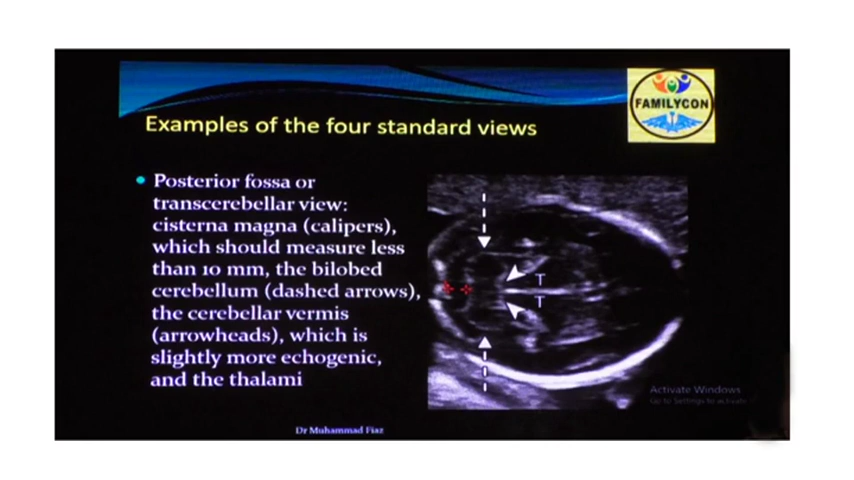 FAMILYCON
Examples of the four standard views
Posterior fossa or
transcerebellar view:
cisterna magna (calipers),
which should measure less
than 10 mm, the bilobed
cerebellum (dashed arrows),
the cerebellar vermis
(arrowheads), which is
slightly more echogenic,
and the thalami
T
T
Activate Windows
Go to Settings to activate
Dr Muhammad Fiaz